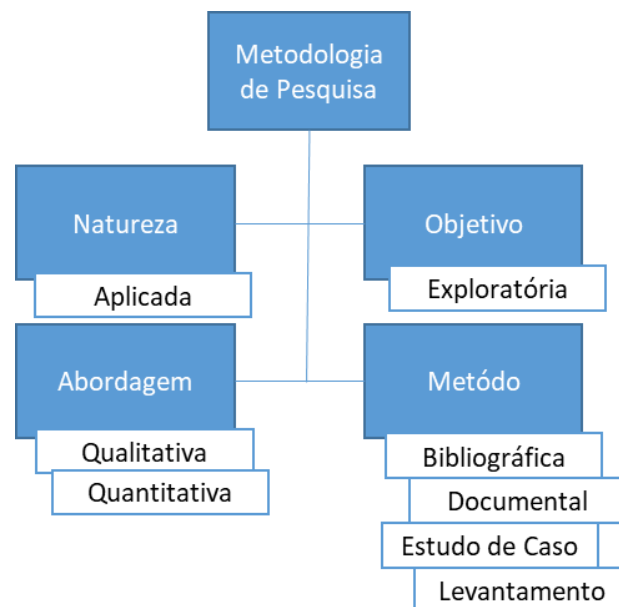 Metodologia
de Pesquisa
Natureza
Aplicada
Objetivo
Exploratória
Abordagem
Qualitativa
Quantitativa
Metódo
Bibliográfica
Documental
Estudo de Caso
Levantamento